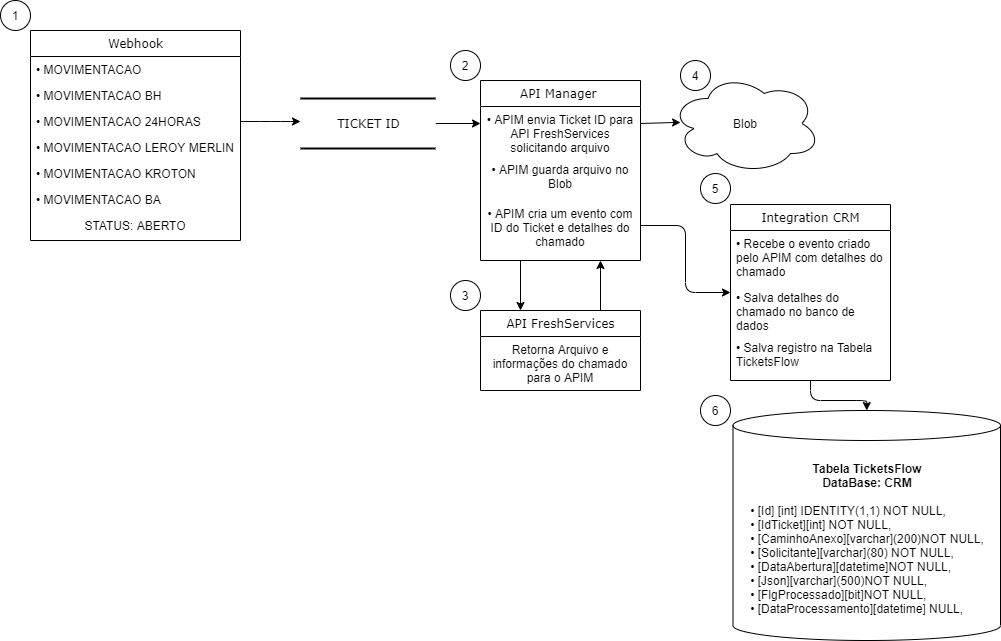 1
Webhook
• MOVIMENTACAO
• MOVIMENTACAO BH
• MOVIMENTACAO 24HORAS
• MOVIMENTACAO LEROY MERLIN
• MOVIMENTACAO KROTON
• MOVIMENTACAO BA
STATUS: ABERTO
TICKET ID
2
API Manager
• APIM envia Ticket ID para
API FreshServices
solicitando arquivo
• APIM guarda arquivo no
Blob
• APIM cria um evento com
ID do Ticket e detalhes do
chamado
3
API FreshServices
Retorna Arquivo e
informações do chamado
para o APIM
4
Blob
5
Integration CRM
• Recebe o evento criado
pelo APIM com detalhes do
chamado
• Salva detalhes do
chamado no banco de
dados
• Salva registro na Tabela
TicketsFlow
6
Tabela TicketsFlow
DataBase: CRM
• [Id] [int] IDENTITY(1,1) NOT NULL,
• [IdTicket][int] NOT NULL,
• [CaminhoAnexo][varchar](200)NOT NULL,
• [Solicitante][varchar](80) NOT NULL,
• [DataAbertura][datetime]NOT NULL,
• [Json][varchar](500)NOT NULL,
• [FlgProcessado][bit]NOT NULL,
• [DataProcessamento][datetime] NULL,